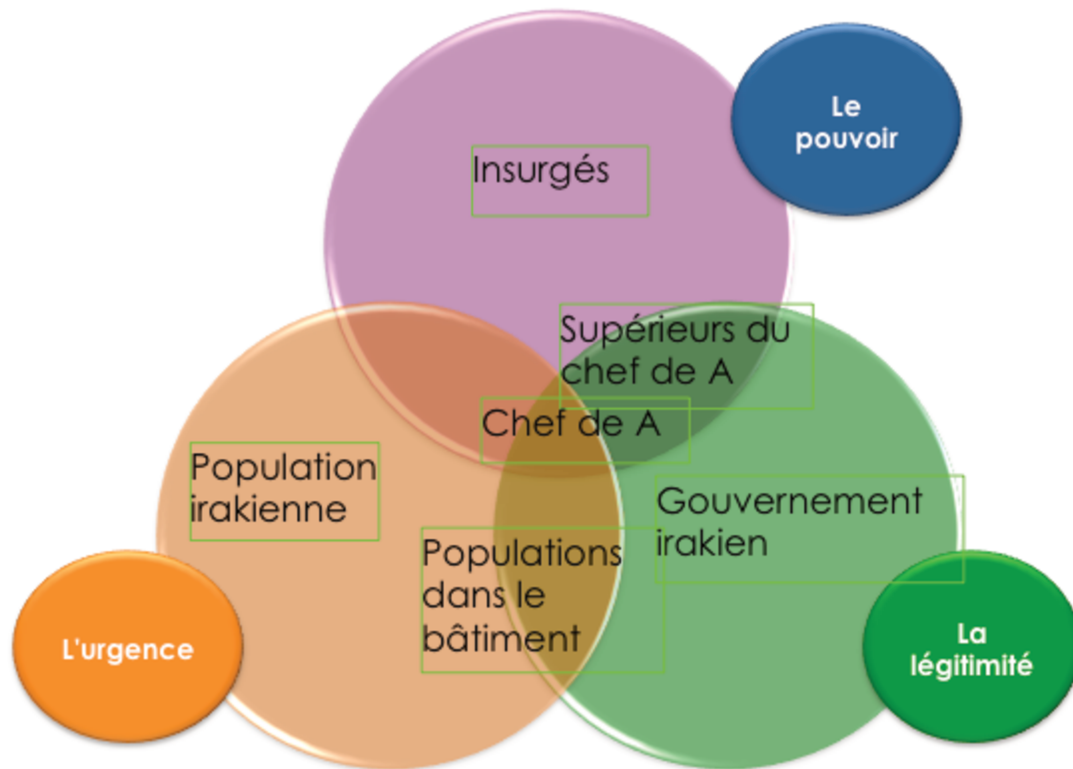 Le
pouvoir
Insurgés
Supérieurs du
chef de A
Chef de A
Population
irakienne
Gouvernement
irakien
Populations
dans le
bâtiment
L'urgence
La
légitimité